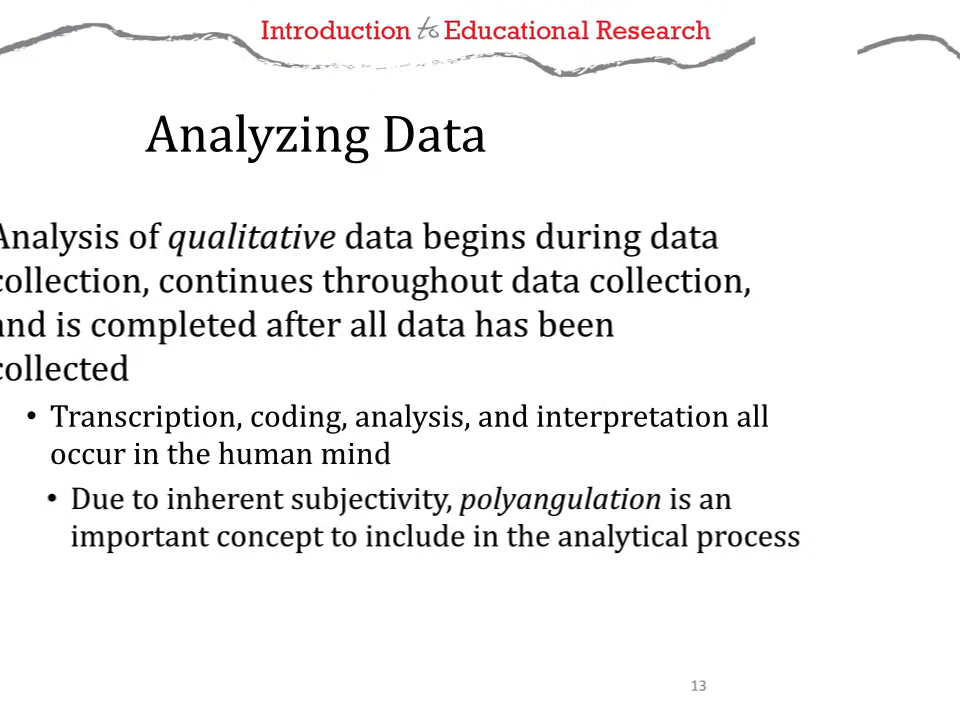 Introduction to Educational Research
Analyzing Data
Analysis of qualitative data begins during data
collection, continues throughout data collection,
and is completed after all data has been
collected
• Transcription, coding, analysis, and interpretation all
occur in the human mind
• Due to inherent subjectivity, polyangulation is an
important concept to include in the analytical process
13